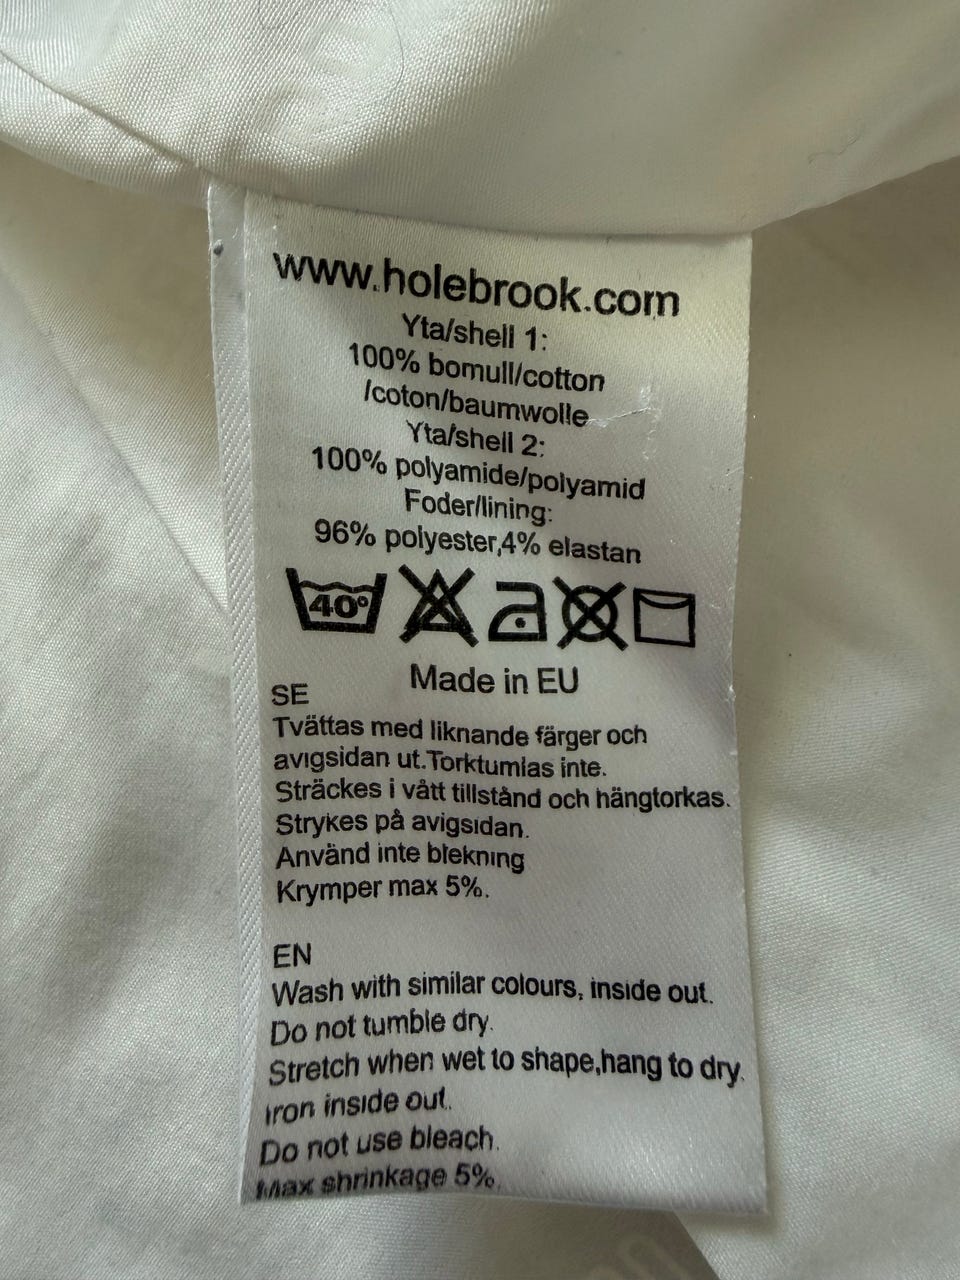 www.holebrook.com
Yta/shell 1:
100% bomull/cotton
/coton/baumwolle
Yta/shell 2:
100% polyamide/polyamid
Foder/lining:
96% polyester,4% elastan
40°
Made in EU
SE
Tvättas med liknande färger och
avigsidan ut.Torktumlas inte.
Sträckes i vått tillstånd och hängtorkas.
Strykes på avigsidan.
Använd inte blekning
Krymper max 5%.
EN
Wash with similar colours, inside out.
Do not tumble dry.
Stretch when wet to shape,hang to dry.
Iron inside out.
Do not use bleach.
Max shrinkage 5%.